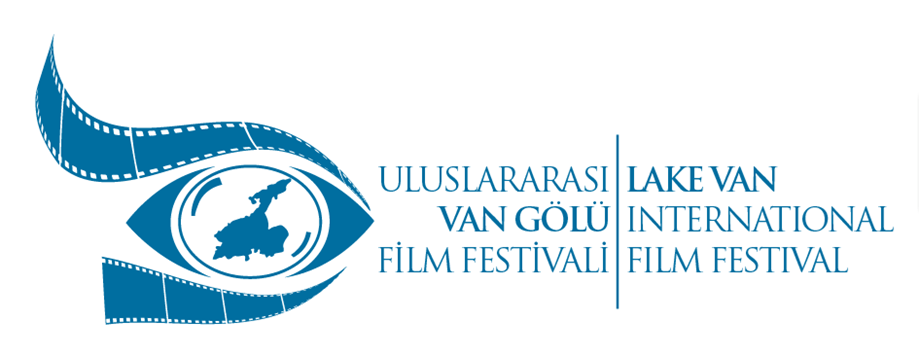 ULUSLARARASI
VAN GÖLÜ
FİLM FESTİVALİ
LAKE VAN
INTERNATIONAL
FILM FESTIVAL